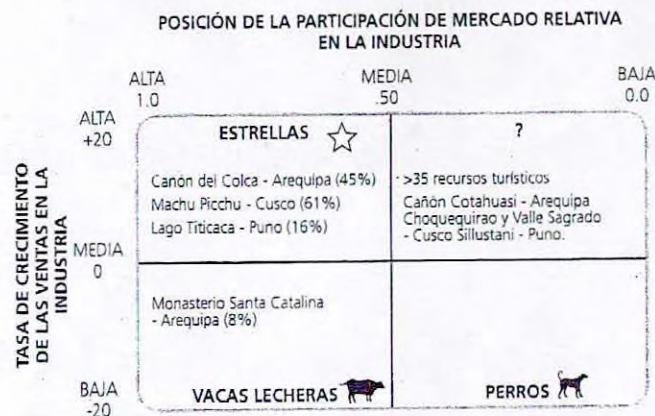 POSICIÓN DE LA PARTICIPACIÓN DE MERCADO RELATIVA
EN LA INDUSTRIA
ALTA
1.0
MEDIA
.50
BAJA
0.0
TASA DE CRECIMIENTO
DE LAS VENTAS EN LA
INDUSTRIA
ALTA
+20
MEDIA
0
BAJA
-20
ESTRELLAS
Cañón del Colca - Arequipa (45%)
Machu Picchu - Cusco (61%)
Lago Titicaca - Puno (16%)
?
>35 recursos turísticos
Cañón Cotahuasi - Arequipa
Choquequirao y Valle Sagrado
- Cusco Sillustani - Puno.
Monasterio Santa Catalina
- Arequipa (8%)
VACAS LECHERAS
PERROS